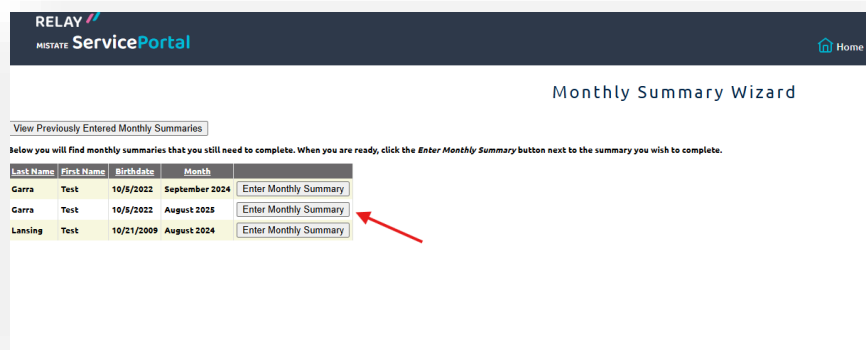 RELAY
MISTATE ServicePortal
Home
Monthly Summary Wizard
View Previously Entered Monthly Summaries
Below you will find monthly summaries that you still need to complete. When you are ready, click the Enter Monthly Summary button next to the summary you wish to complete.
Last Name First Name Birthdate Month
Garra Test 10/5/2022 September 2024 Enter Monthly Summary
Garra Test 10/5/2022 August 2025 Enter Monthly Summary
Lansing Test 10/21/2009 August 2024 Enter Monthly Summary